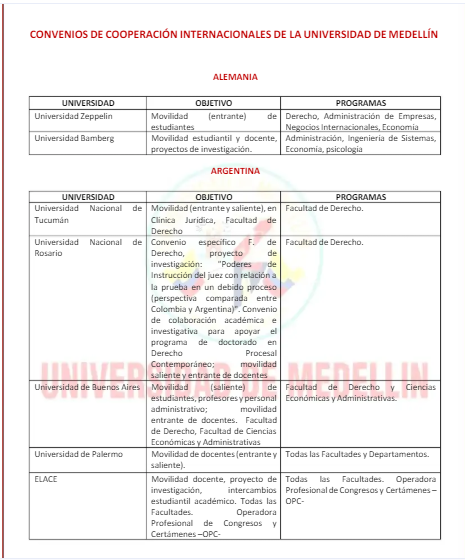 CONVENIOS DE COOPERACIÓN INTERNACIONALES DE LA UNIVERSIDAD DE MEDELLÍN
ALEMANIA
UNIVERSIDAD OBJETIVO PROGRAMAS
Universidad Zeppelin
Movilidad (entrante) de
estudiantes
Derecho, Administración de Empresas,
Negocios Internacionales, Economía
Universidad Bamberg
Movilidad estudiantil y docente,
proyectos de investigación.
Administración, Ingeniería de Sistemas,
Economía, psicología
ARGENTINA
UNIVERSIDAD OBJETIVO PROGRAMAS
Universidad Nacional de
Tucumán
Movilidad (entrante y saliente), en
Clínica Jurídica, Facultad de
Derecho
Facultad de Derecho.
Universidad Nacional de
Rosario
Convenio específico F. de
Derecho, proyecto de
investigación: "Poderes de
Instrucción del juez con relación a
la prueba en un debido proceso
(perspectiva comparada entre
Colombia y Argentina)". Convenio
de colaboración académica e
investigativa para apoyar el
programa de doctorado en
Derecho Procesal
Contemporáneo; movilidad
saliente y entrante de docentes
Facultad de Derecho.
UNIVERSIDAD DE MEDELLIN
Universidad de Buenos Aires
Movilidad (saliente) de
estudiantes, profesores y personal
administrativo; movilidad
entrante de docentes. Facultad
de Derecho, Facultad de Ciencias
Económicas y Administrativas
Facultad de Derecho y Ciencias
Económicas y Administrativas.
Universidad de Palermo
Movilidad de docentes (entrante y
saliente).
Todas las Facultades y Departamentos.
ELACE
Movilidad docente, proyecto de
investigación, intercambios
estudiantil académico. Todas las
Facultades. Operadora
Profesional de Congresos y
Certámenes –OPC-
Todas las Facultades. Operadora
Profesional de Congresos y Certámenes –
OPC-